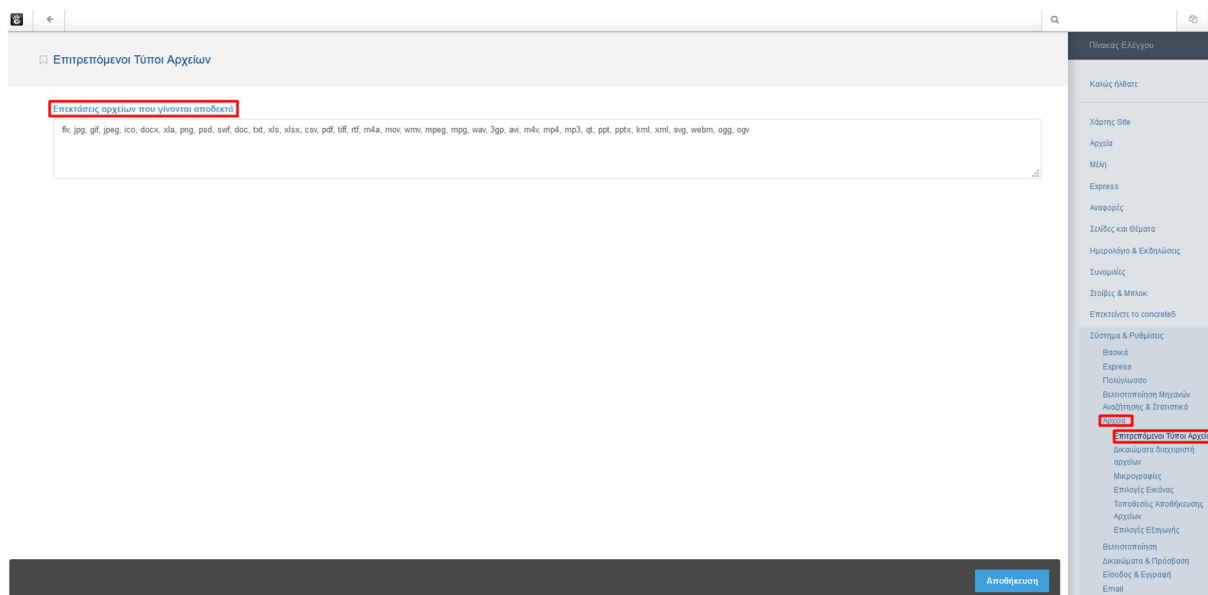 Πίνακας Ελέγχου
Επιτρεπόμενοι Τύποι Αρχείων
Επεκτάσεις αρχείων που γίνονται αποδεκτά
flv, jpg, gif, jpeg, ico, docx, xla, png, psd, swf, doc, txt, xls, xlsx, csv, pdf, tiff, rtf, m4a, mov, wmv, mpeg, mpg, wav, 3gp, avi, m4v, mp4, mp3, qt, ppt, pptx, kml, xml, svg, webm, ogg, ogv
Αποθήκευση
Καλώς ήλθατε
Χάρτης Site
Αρχεία
Μέλη
Express
Αναφορές
Σελίδες και Θέματα
Ημερολόγιο & Εκδηλώσεις
Συνομιλίες
Στοίβες & Μπλοκ
Επεκτείνετε το concrete5
Σύστημα & Ρυθμίσεις
Βασικά
Express
Πολύγλωσσο
Βελτιστοποίηση Μηχανών
Αναζήτησης & Στατιστικά
Αρχεία
Επιτρεπόμενοι Τύποι
Δικαιώματα διαχειριστή
αρχείων
Μικρογραφίες
Επιλογές Εικόνας
Τοποθεσίες Αποθήκευσης
Αρχείων
Επιλογές Εξαγωγής
Βελτιστοποίηση
Δικαιώματα & Πρόσβαση
Είσοδος & Εγγραφή
Email